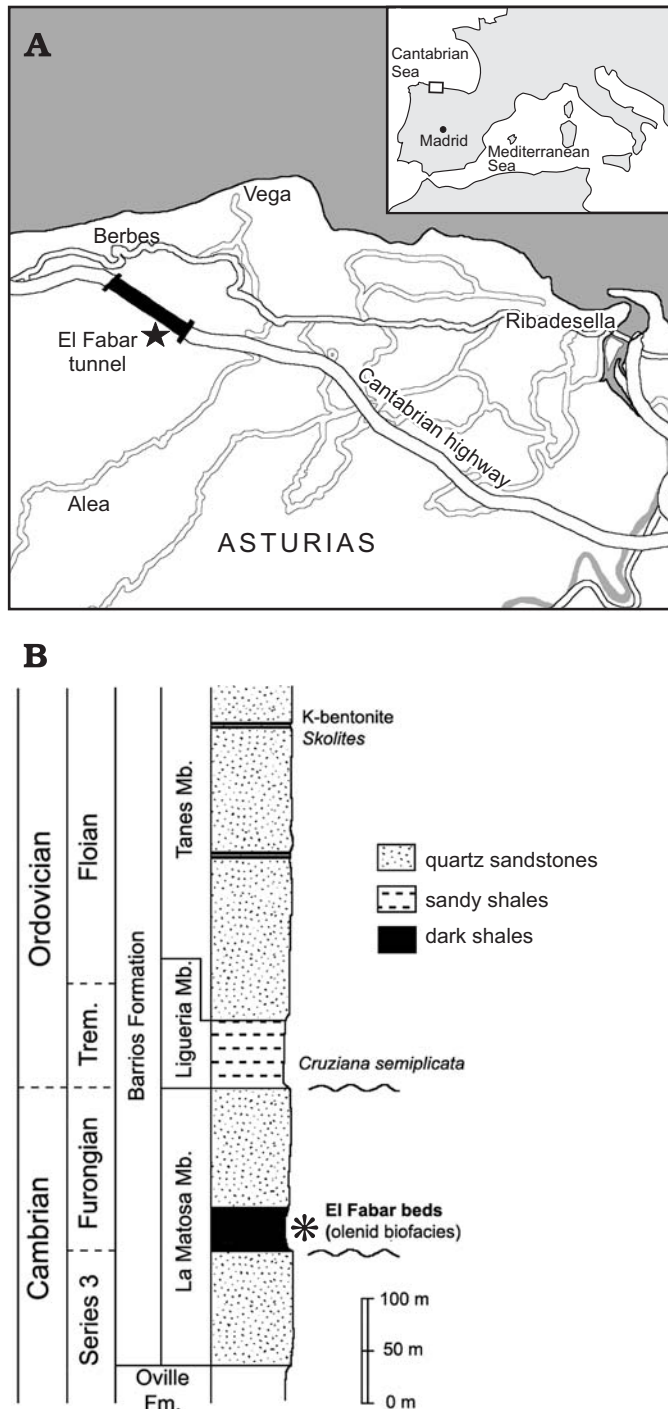 A
Cantabrian
Sea
Madrid
Mediterranean
Sea
Vega
Berbes
El Fabar
tunnel
Ribadesella
Cantabrian highway
Alea
ASTURIAS
B
Ordovician
Cambrian
Floian
Trem.
Furongian
Series 3
Barrios Formation
Tanes Mb.
Ligueria Mb.
La Matosa Mb.
Oville
Fm.
K-bentonite
Skolites
quartz sandstones
sandy shales
dark shales
Cruziana semiplicata
El Fabar beds
(olenid biofacies)
100 m
50 m
0 m